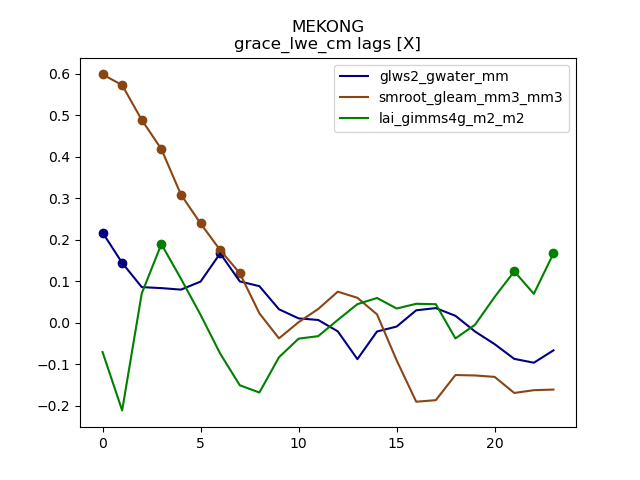 MEKONG
grace_lwe_cm lags [X]
glws2_gwater_mm
smroot_gleam_mm3_mm3
lai_gimms4g_m2_m2
0.6
0.5
0.4
0.3
0.2
0.1
0.0
−0.1
−0.2
0 5 10 15 20